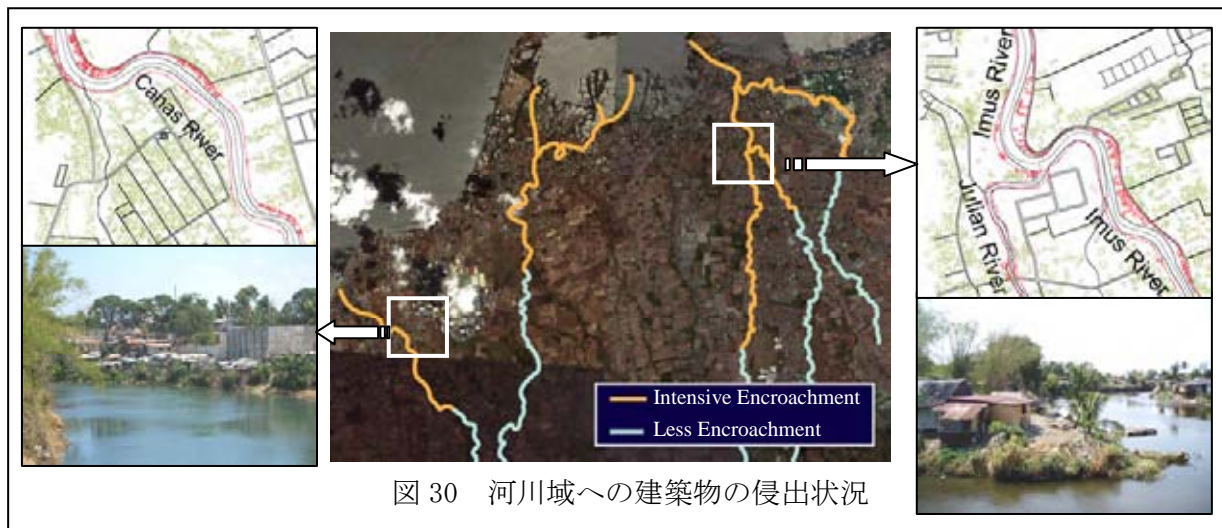 Canas River
Imus River
Julian River
Imus River
Intensive Encroachment
Less Encroachment
図 30　河川域への建築物の侵出状況